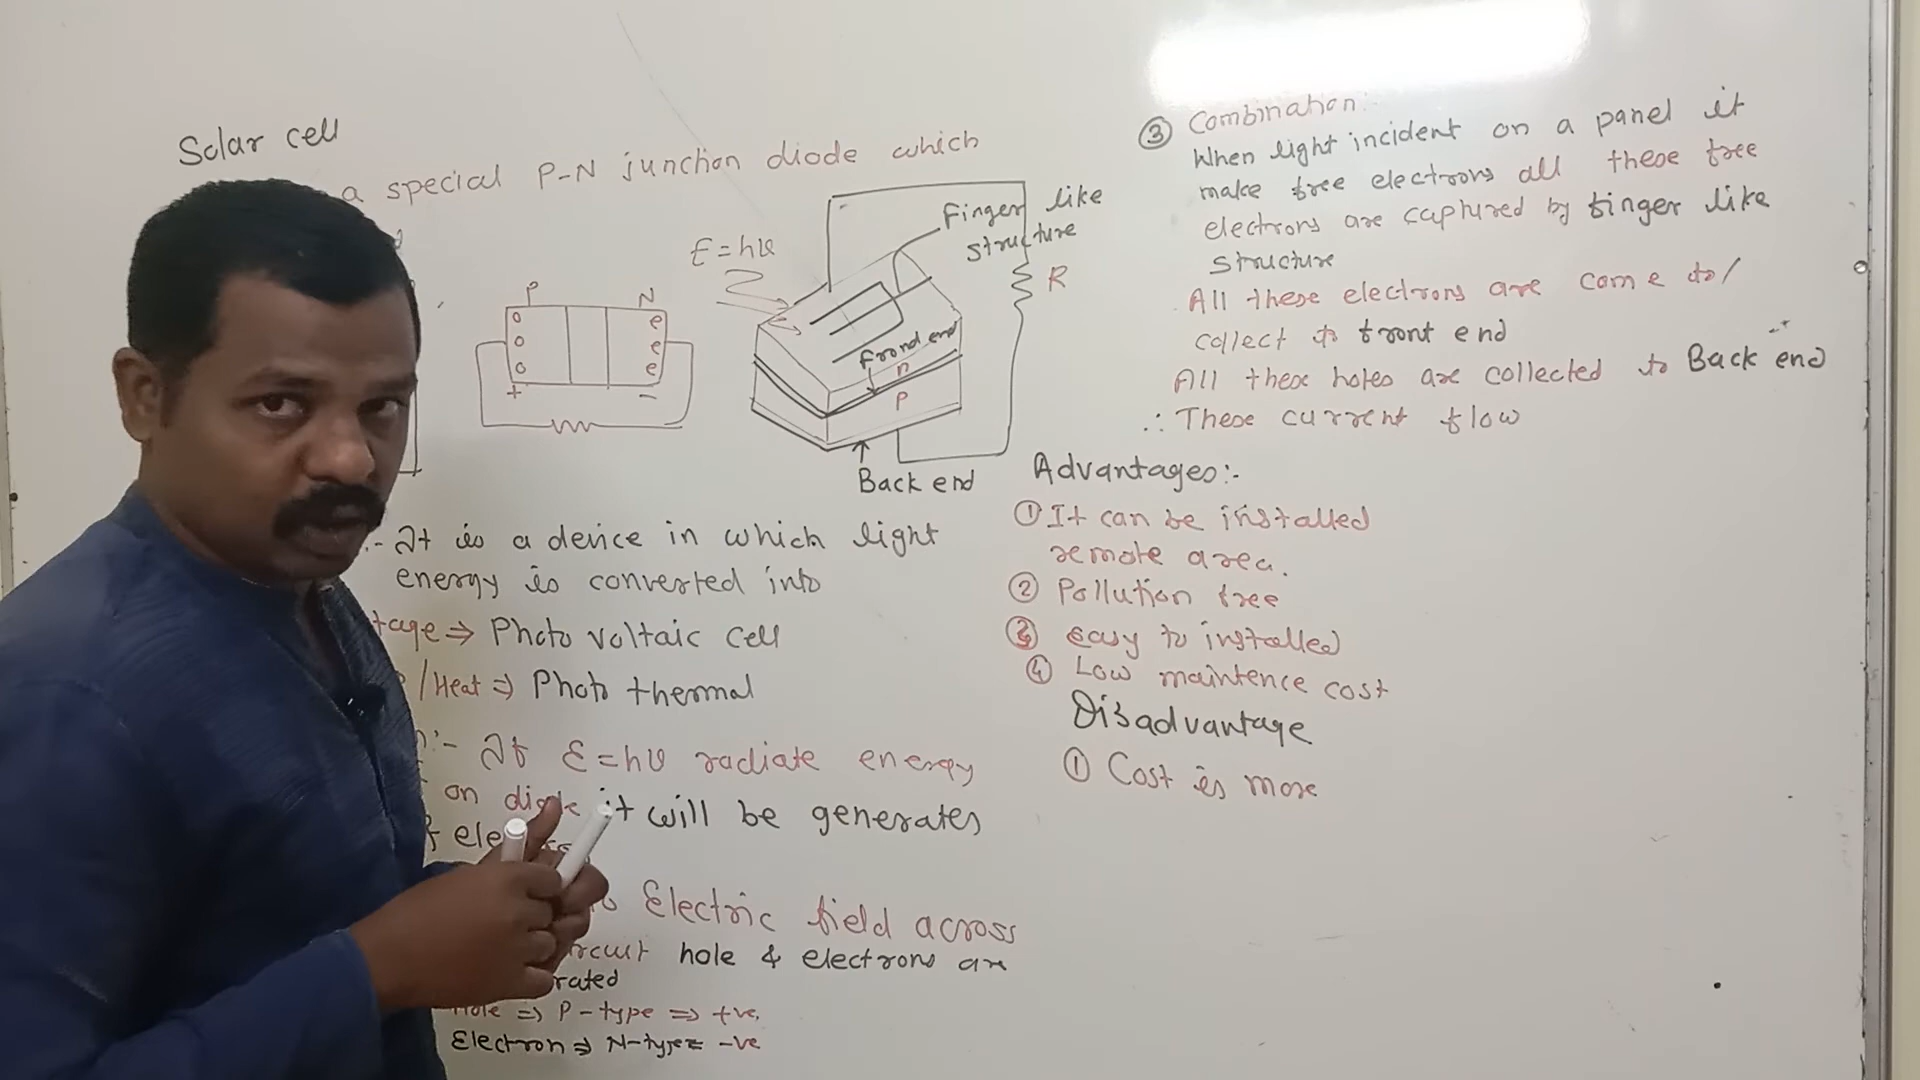 Solar cell
a special P-N junction diode which
E=hυ
Finger like
structure
R
P
N
o
o
o
e
e
e
+
-
Frond end
n
P
Back end
:- It is a device in which light
energy is converted into
tage ⇒ Photo voltaic cell
/Heat ⇒ Photo thermal
:- If E=hυ radiate energy
on diode it will be generates
Electric field across
hole & electrons are
rated
Hole ⇒ P-type ⇒ +ve
Electron ⇒ N-type = -ve
③ Combination:-
When light incident on a panel it
make free electrons all these free
electrons are captured by finger like
structure
All these electrons are come to/
collect to front end
All these holes are collected to Back end
∴ These current flow
Advantages:-
① It can be installed
remote area.
② Pollution free
③ easy to installed
④ Low maintence cost
Disadvantage
① Cost is more